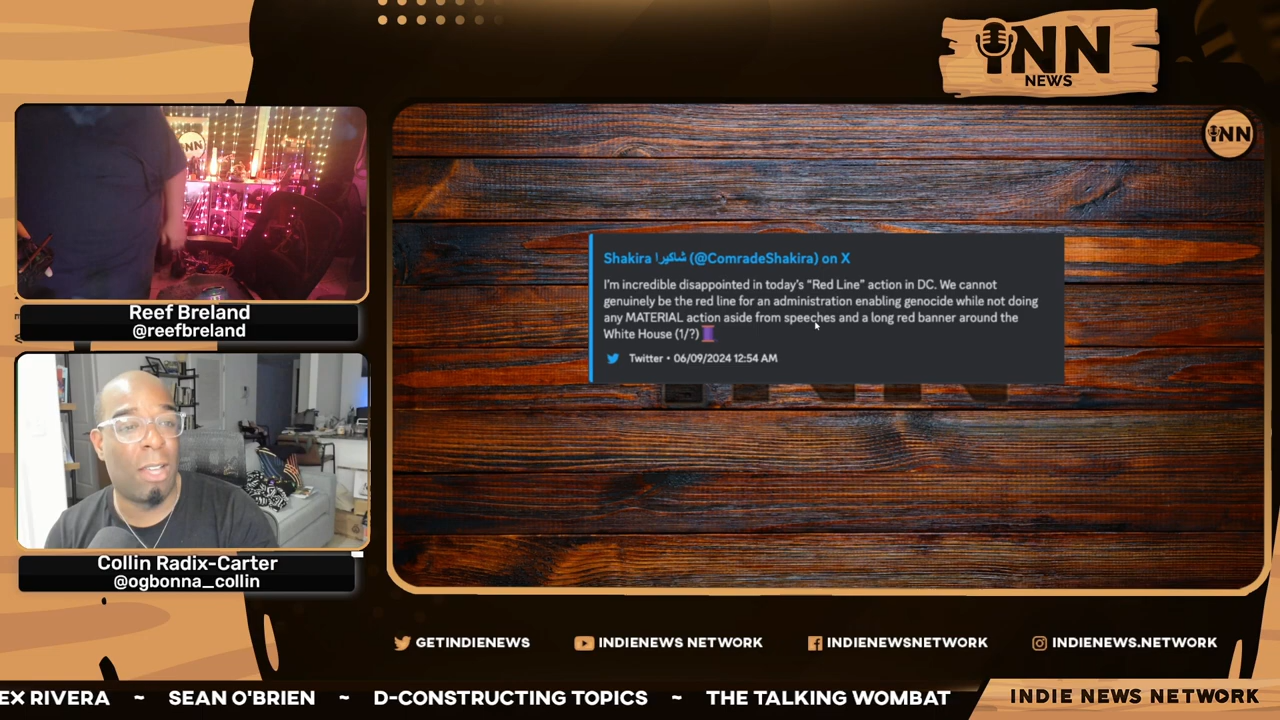 INN
NEWS
INN
INN
Reef Breland
@reefbreland
Shakira شاكيرا (@ComradeShakira) on X
I'm incredible disappointed in today's “Red Line” action in DC. We cannot
genuinely be the red line for an administration enabling genocide while not doing
any MATERIAL action aside from speeches and a long red banner around the
White House (1/?)
Twitter • 06/09/2024 12:54 AM
Collin Radix-Carter
@ogbonna_collin
GETINDIENEWS
INDIENEWS NETWORK
INDIENEWSNETWORK
INDIENEWS.NETWORK
EX RIVERA ~ SEAN O'BRIEN ~ D-CONSTRUCTING TOPICS ~ THE TALKING WOMBAT
INDIE NEWS NETWORK